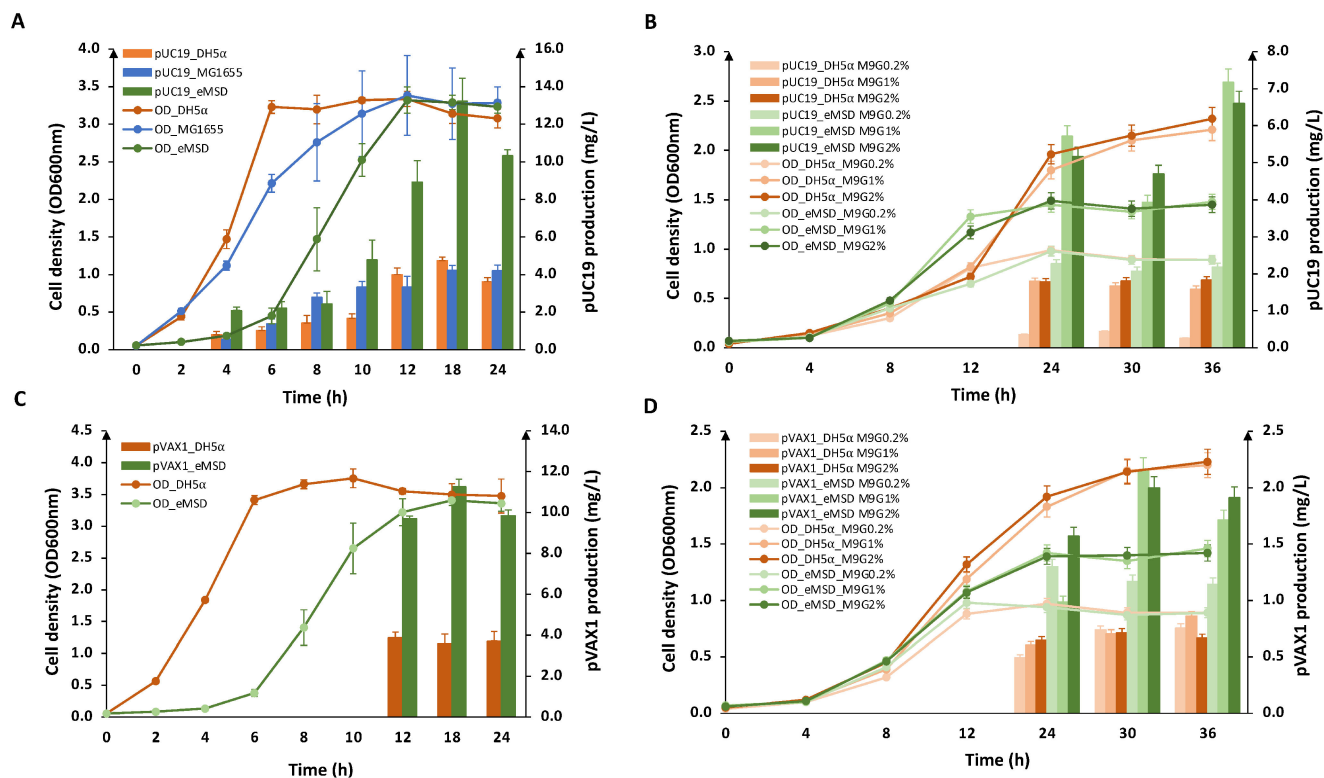 A
4.0
3.5
3.0
2.5
2.0
1.5
1.0
0.5
0.0
Cell density (OD600nm)
pUC19_DH5α
pUC19_MG1655
pUC19_eMSD
OD_DH5α
OD_MG1655
OD_eMSD
16.0
14.0
12.0
10.0
8.0
6.0
4.0
2.0
0.0
pUC19 production (mg/L)
0 2 4 6 8 10 12 18 24
Time (h)
B
3.0
2.5
2.0
1.5
1.0
0.5
0.0
Cell density (OD600nm)
pUC19_DH5α M9G0.2%
pUC19_DH5α M9G1%
pUC19_DH5α M9G2%
pUC19_eMSD M9G0.2%
pUC19_eMSD M9G1%
pUC19_eMSD M9G2%
OD_DH5α_M9G0.2%
OD_DH5α_M9G1%
OD_DH5α_M9G2%
OD_eMSD_M9G0.2%
OD_eMSD_M9G1%
OD_eMSD_M9G2%
8.0
7.0
6.0
5.0
4.0
3.0
2.0
1.0
0.0
pUC19 production (mg/L)
0 4 8 12 24 30 36
Time (h)
C
4.5
4.0
3.5
3.0
2.5
2.0
1.5
1.0
0.5
0.0
Cell density (OD600nm)
pVAX1_DH5α
pVAX1_eMSD
OD_DH5α
OD_eMSD
14.0
12.0
10.0
8.0
6.0
4.0
2.0
0.0
pVAX1 production (mg/L)
0 2 4 6 8 10 12 18 24
Time (h)
D
2.5
2.0
1.5
1.0
0.5
0.0
Cell density (OD600nm)
pVAX1_DH5α M9G0.2%
pVAX1_DH5α M9G1%
pVAX1_DH5α M9G2%
pVAX1_eMSD M9G0.2%
pVAX1_eMSD M9G1%
pVAX1_eMSD M9G2%
OD_DH5α_M9G0.2%
OD_DH5α_M9G1%
OD_DH5α_M9G2%
OD_eMSD_M9G0.2%
OD_eMSD_M9G1%
OD_eMSD_M9G2%
2.5
2.0
1.5
1.0
0.5
0.0
pVAX1 production (mg/L)
0 4 8 12 24 30 36
Time (h)